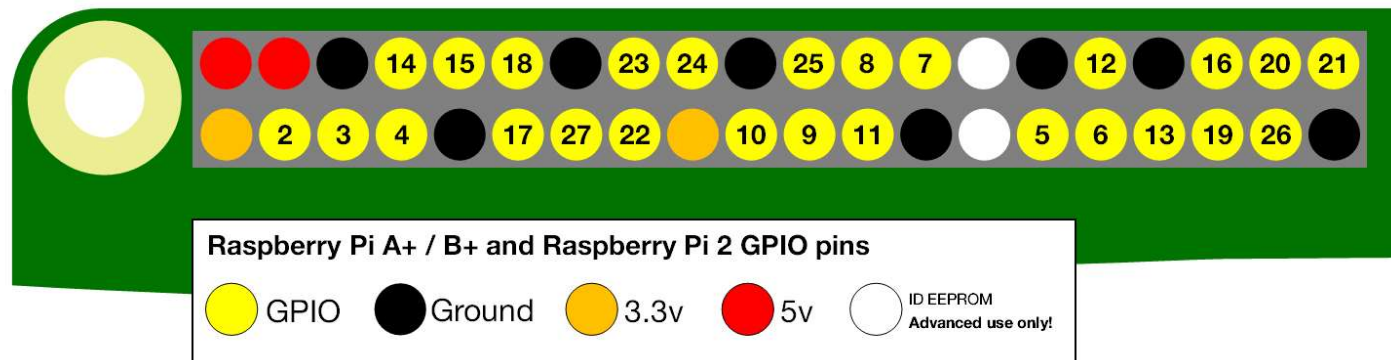 14 15 18 23 24 25 8 7 12 16 20 21
2 3 4 17 27 22 10 9 11 5 6 13 19 26
Raspberry Pi A+ / B+ and Raspberry Pi 2 GPIO pins
GPIO Ground 3.3v 5v ID EEPROM
Advanced use only!